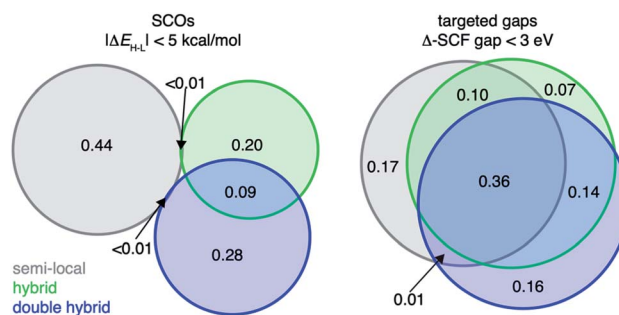 SCOs
|ΔE_H-L| < 5 kcal/mol
<0.01
0.44
0.20
0.09
<0.01
0.28
semi-local
hybrid
double hybrid
targeted gaps
Δ-SCF gap < 3 eV
0.10
0.07
0.17
0.36
0.14
0.01
0.16